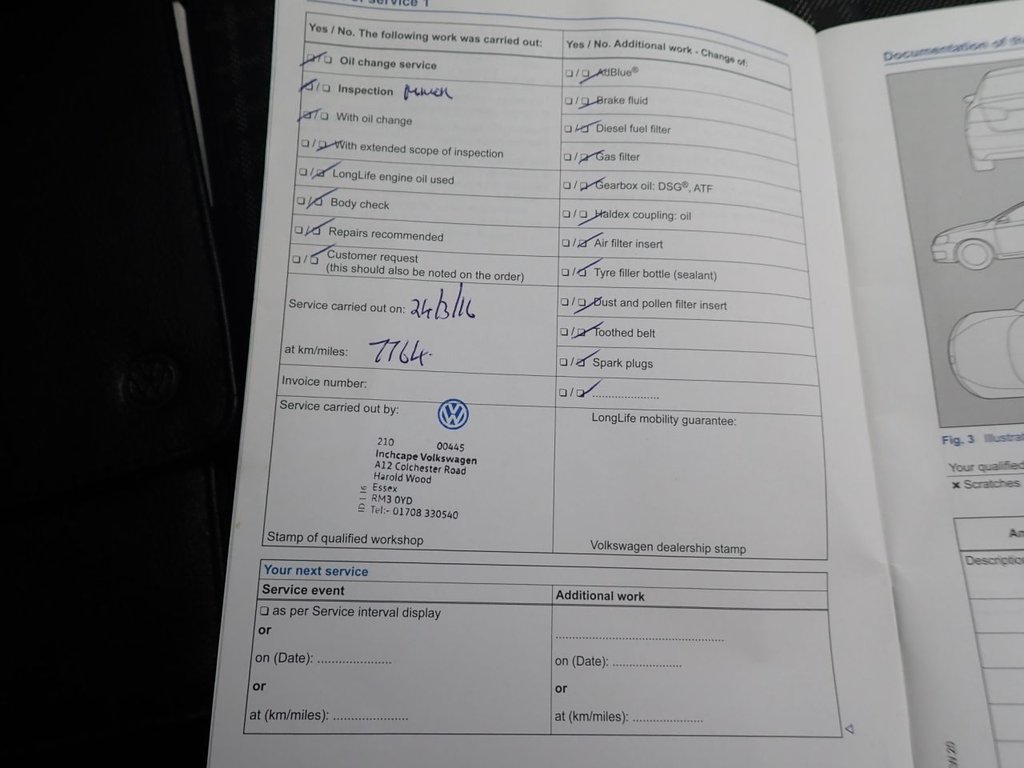 of service 1
Yes / No. The following work was carried out:
Oil change service
Inspection
With oil change
With extended scope of inspection
LongLife engine oil used
Body check
Repairs recommended
Customer request
(this should also be noted on the order)
Service carried out on: 24/3/16
at km/miles: 7764
Invoice number:
Service carried out by:
210 00445
Inchcape Volkswagen
A12 Colchester Road
Harold Wood
Essex
RM3 0YD
Tel:- 01708 330540
Stamp of qualified workshop
Yes / No. Additional work - Change of:
AdBlue®
Brake fluid
Diesel fuel filter
Gas filter
Gearbox oil: DSG®, ATF
Haldex coupling: oil
Air filter insert
Tyre filler bottle (sealant)
Dust and pollen filter insert
Toothed belt
Spark plugs
.....................
LongLife mobility guarantee:
Volkswagen dealership stamp
Your next service
Service event
as per Service interval display
or
on (Date): .....................
or
at (km/miles): .....................
Additional work
...............................................
on (Date): ...................
or
at (km/miles): ...................
Documentation of
Fig. 3 Illustra
Your qualified
× Scratches
An
Descriptio